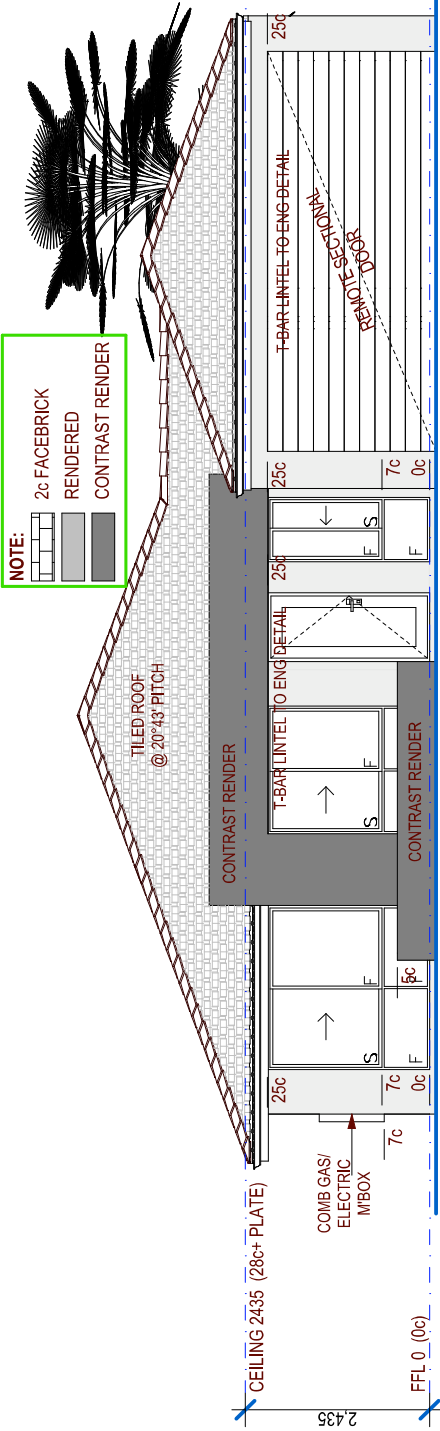 NOTE:
2c FACEBRICK
RENDERED
CONTRAST RENDER
TILED ROOF
@ 20°43' PITCH
CONTRAST RENDER
T-BAR LINTEL TO ENG DETAIL
T-BAR LINTEL TO ENG DETAIL
REMOTE SECTIONAL
DOOR
CONTRAST RENDER
COMB GAS/
ELECTRIC
M'BOX
CEILING 2435 (28c+ PLATE)
FFL 0 (0c)
2,435
25c
7c
0c
7c
5c
25c
25c
7c
0c
25c
S
F
F
F
S
F
F
S
F